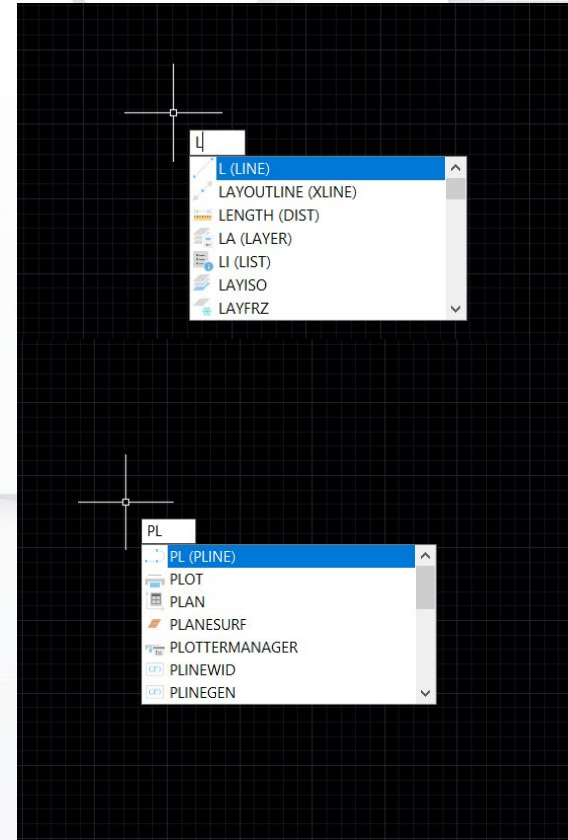 L
L (LINE)
LAYOUTLINE (XLINE)
LENGTH (DIST)
LA (LAYER)
LI (LIST)
LAYISO
LAYFRZ
PL
PL (PLINE)
PLOT
PLAN
PLANESURF
PLOTTERMANAGER
PLINEWID
PLINEGEN